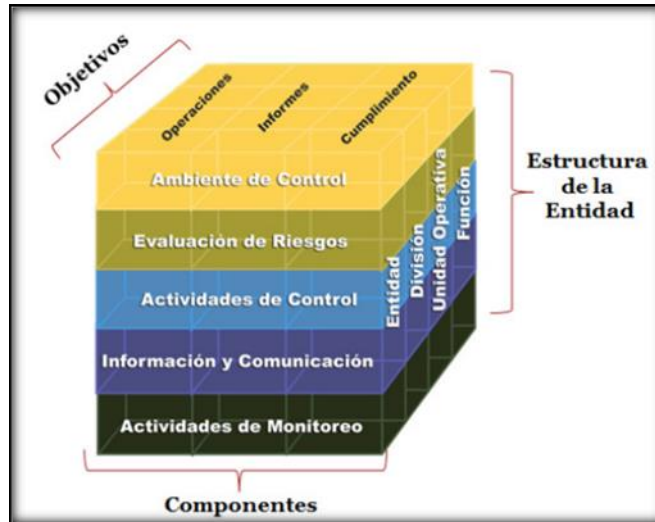 Objetivos
Operaciones
Informes
Cumplimiento
Ambiente de Control
Evaluación de Riesgos
Actividades de Control
Información y Comunicación
Actividades de Monitoreo
Entidad
División
Unidad Operativa
Función
Estructura
de la
Entidad
Componentes